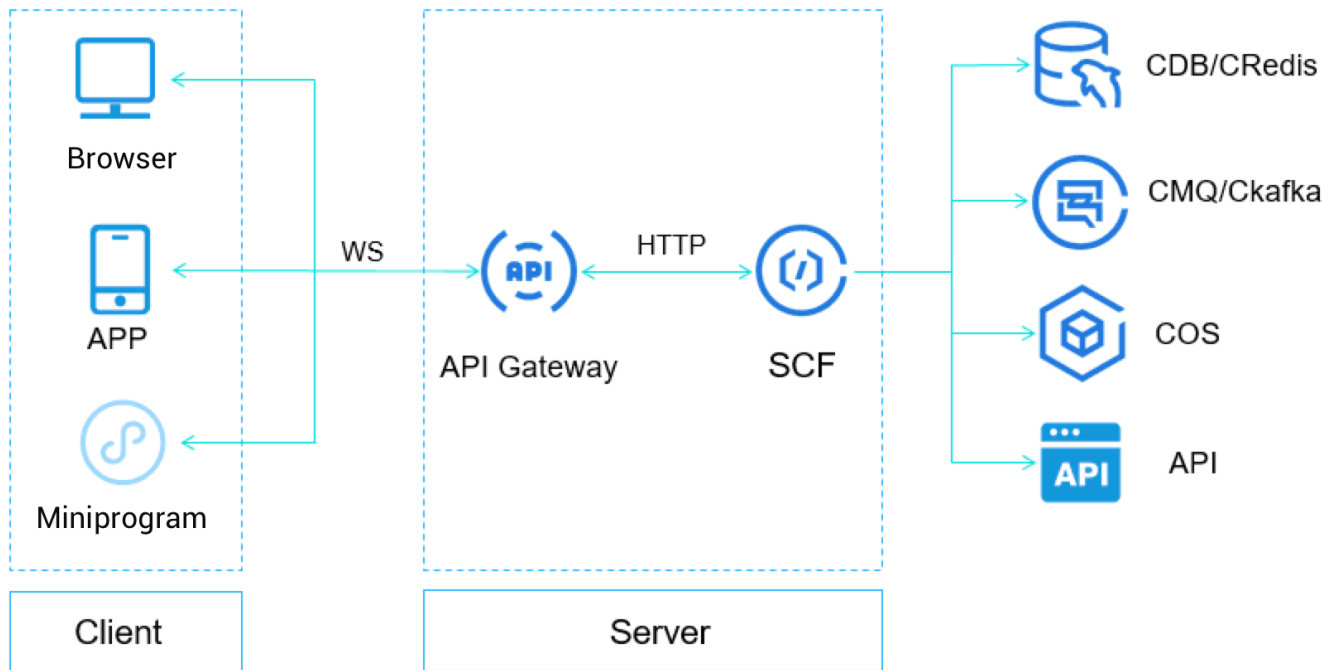 Browser
APP
Miniprogram
Client
WS
API
API Gateway
HTTP
SCF
Server
CDB/CRedis
CMQ/Ckafka
COS
API
API